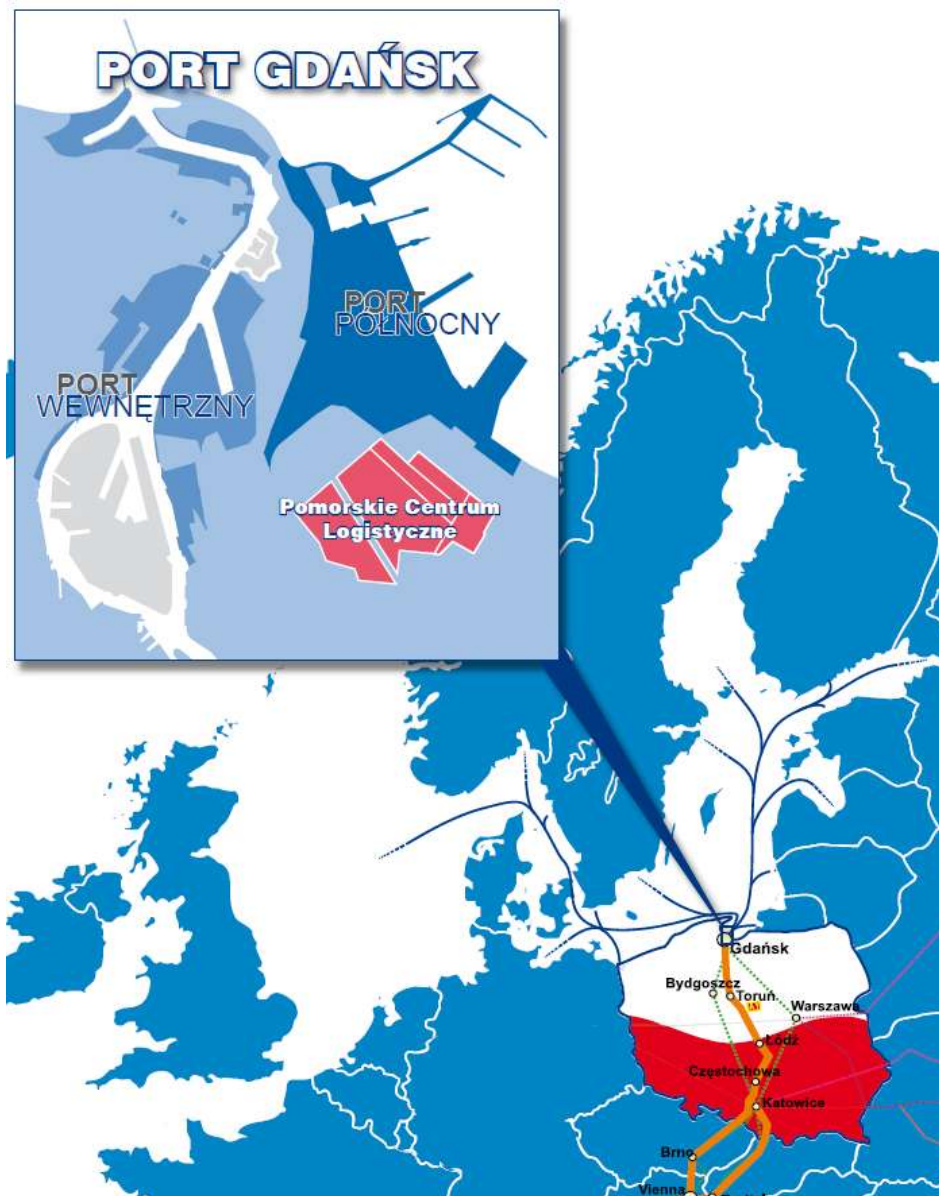 PORT GDAŃSK
PORT
PÓŁNOCNY
PORT
WEWNĘTRZNY
Pomorskie Centrum
Logistyczne
Gdańsk
Bydgoszcz
Toruń
Warszawa
Łódź
Częstochowa
Katowice
Brno
Vienna